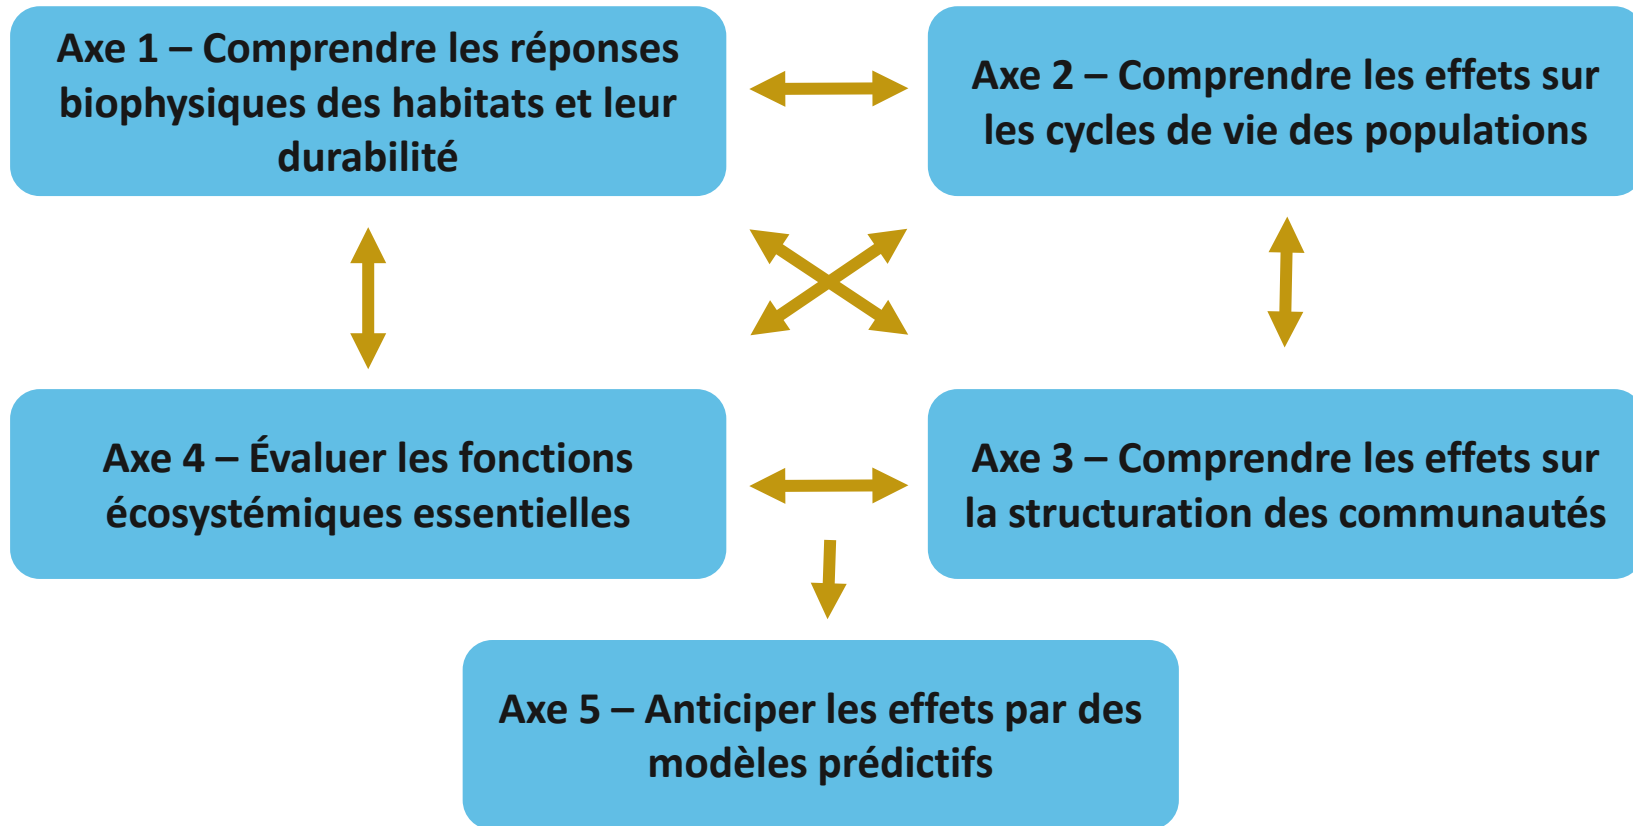 Axe 1 – Comprendre les réponses
biophysiques des habitats et leur
durabilité
Axe 2 – Comprendre les effets sur
les cycles de vie des populations
Axe 4 – Évaluer les fonctions
écosystémiques essentielles
Axe 3 – Comprendre les effets sur
la structuration des communautés
Axe 5 – Anticiper les effets par des
modèles prédictifs